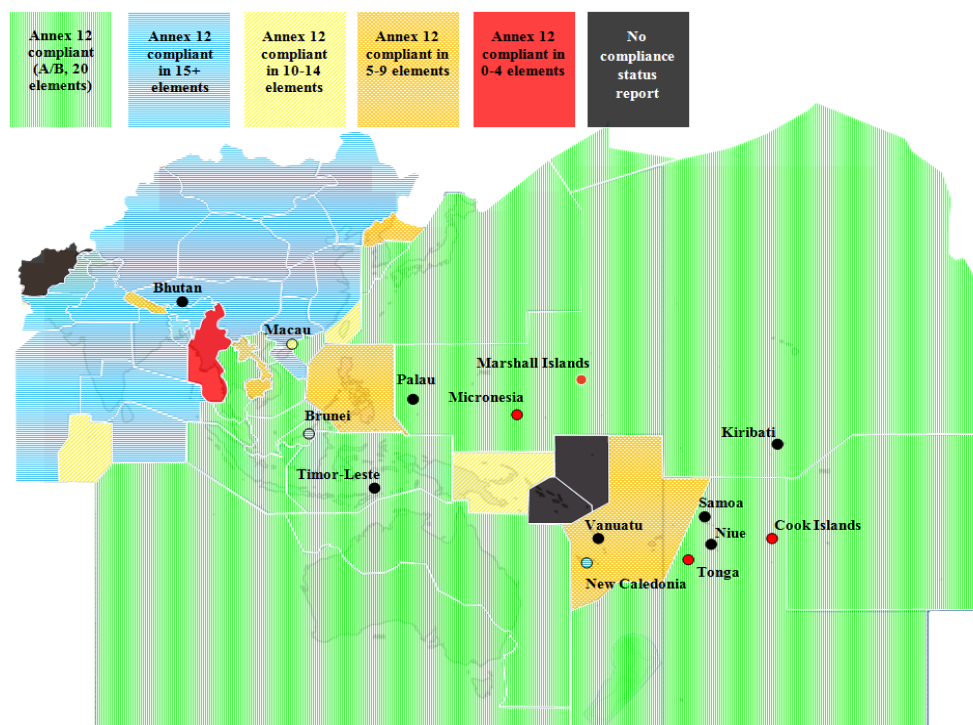 Annex 12
compliant
(A/B, 20
elements)
Annex 12
compliant
in 15+
elements
Annex 12
compliant
in 10-14
elements
Annex 12
compliant in
5-9 elements
Annex 12
compliant in
0-4 elements
No
compliance
status
report
Bhutan
Macau
Marshall Islands
Palau
Micronesia
Brunei
Kiribati
Timor-Leste
Samoa
Vanuatu
Niue
Cook Islands
Tonga
New Caledonia